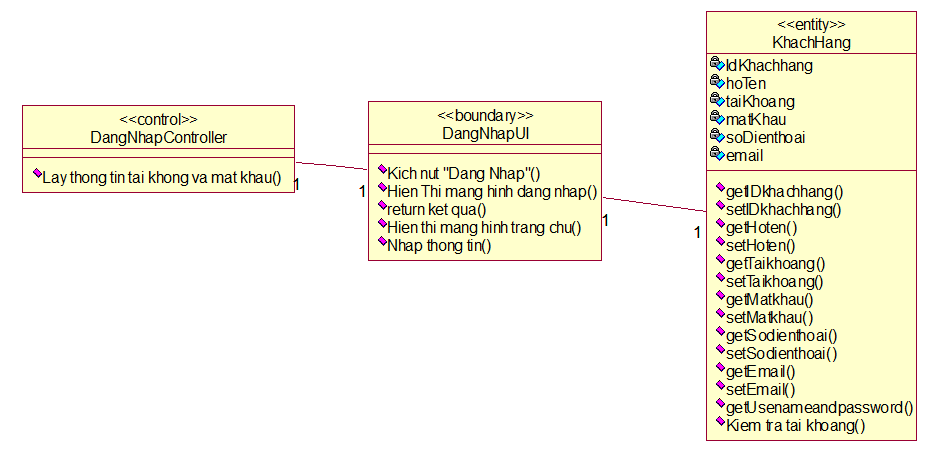 <<control>>
DangNhapController
Lay thong tin tai khong va mat khau()
1
1
<<boundary>>
DangNhapUI
Kich nut "Dang Nhap"()
Hien Thi mang hinh dang nhap()
return ket qua()
Hien thi mang hinh trang chu()
Nhap thong tin()
1
1
<<entity>>
KhachHang
IdKhachhang
hoTen
taiKhoang
matKhau
soDienthoai
email
getIDkhachhang()
setIDkhachhang()
getHoten()
setHoten()
getTaikhoang()
setTaikhoang()
getMatkhau()
setMatkhau()
getSodienthoai()
setSodienthoai()
getEmail()
setEmail()
getUsenameandpassword()
Kiem tra tai khoang()